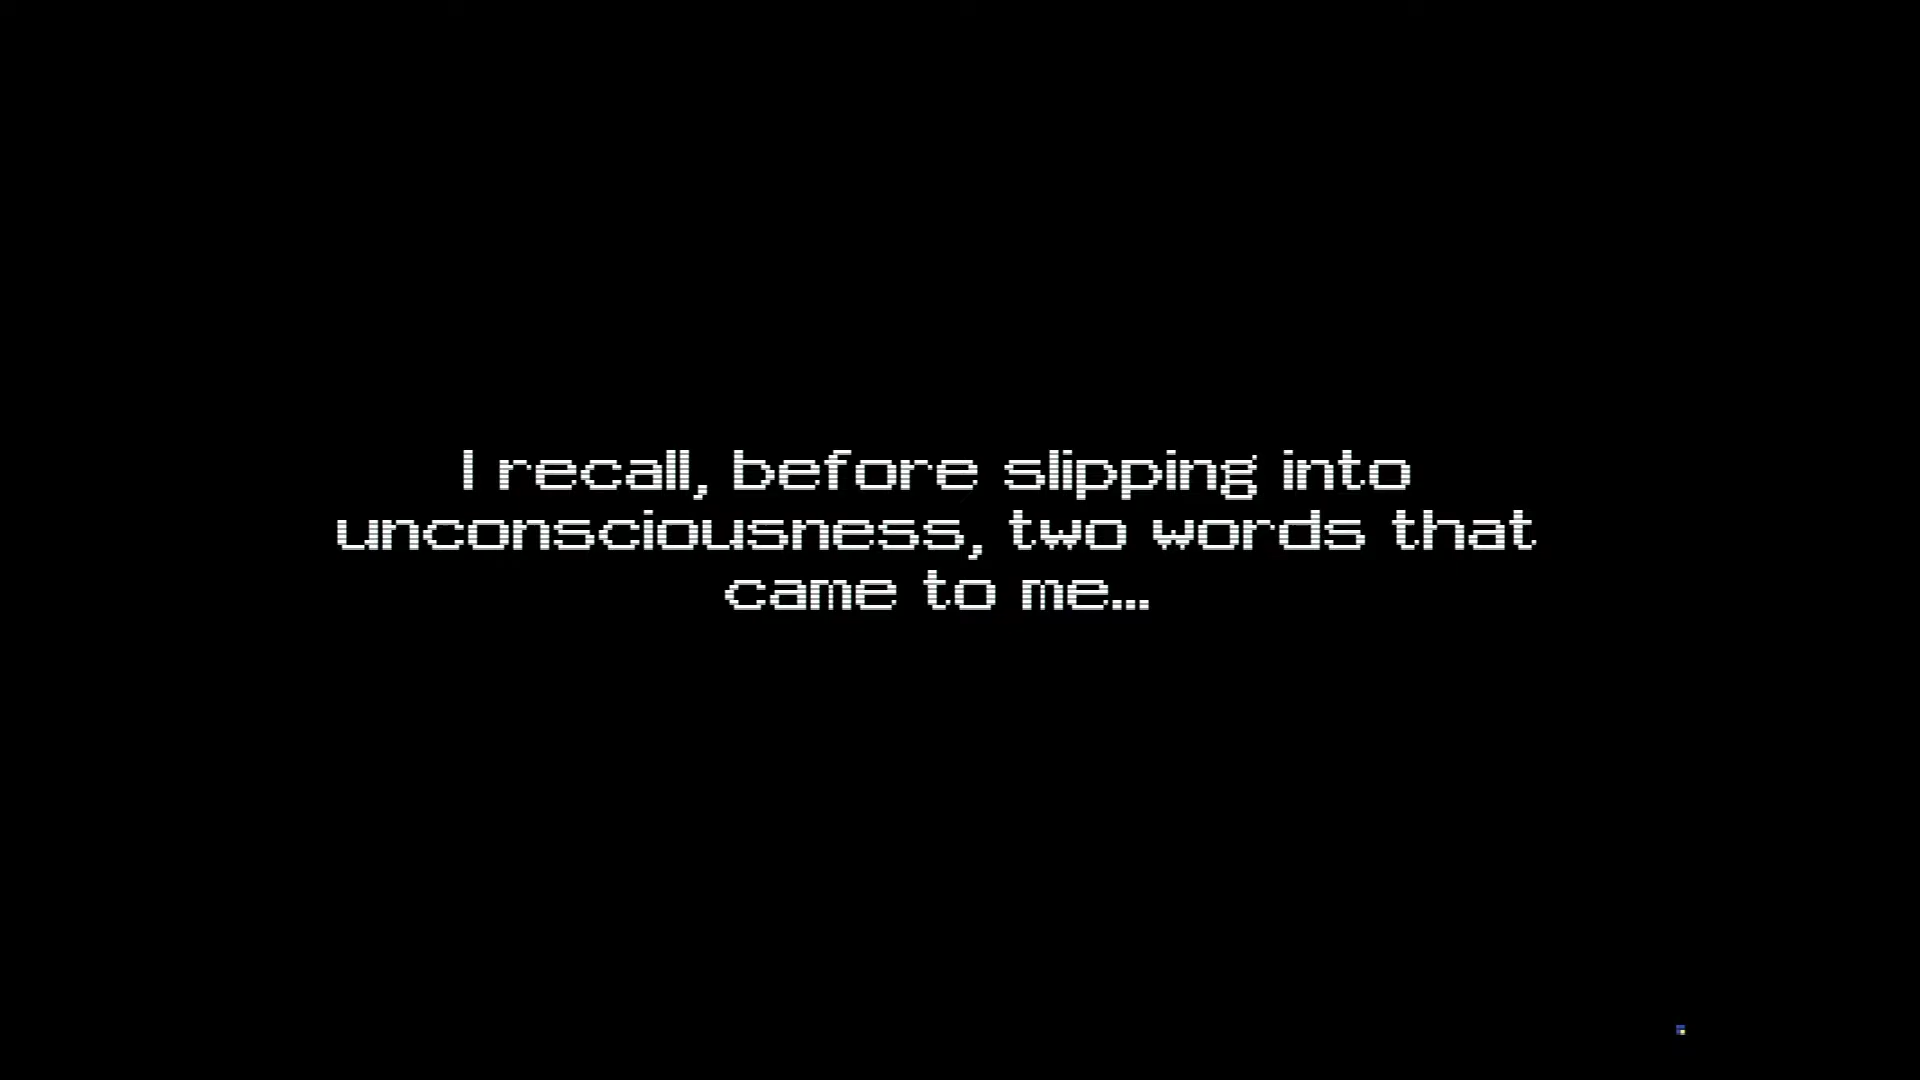 I recall, before slipping into
unconsciousness, two words that
came to me...